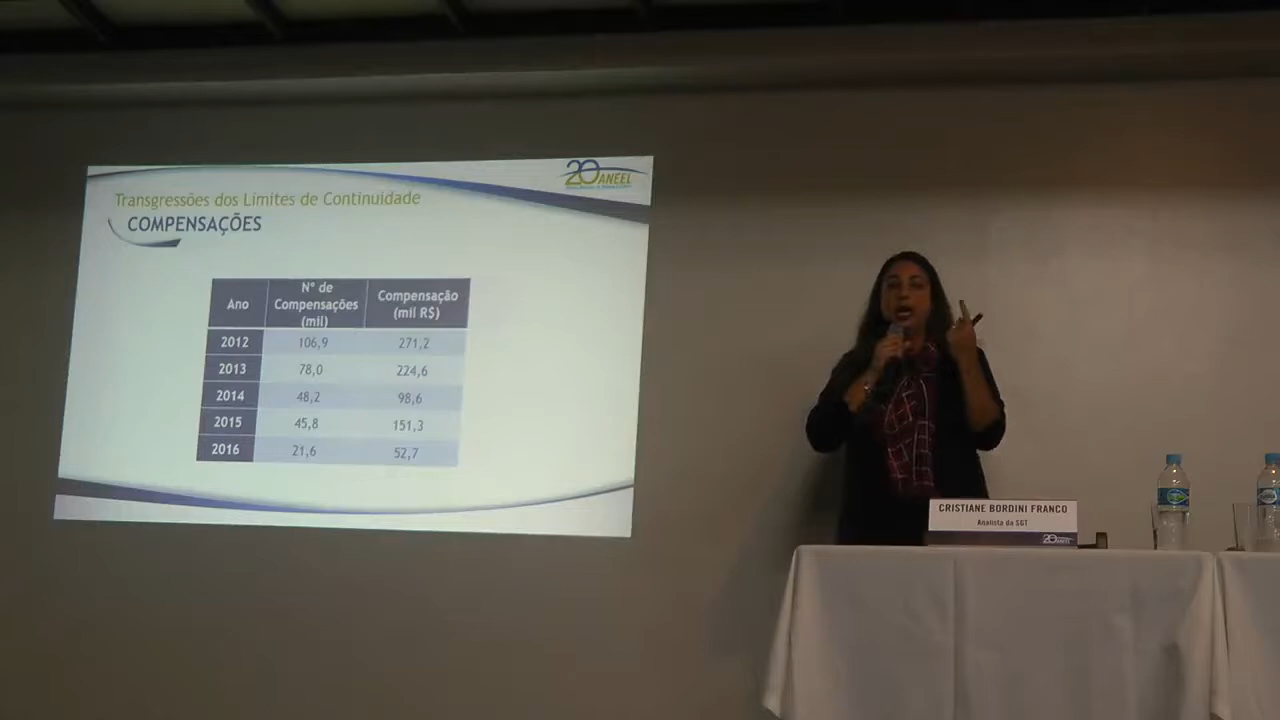 20 ANEEL
Transgressões dos Limites de Continuidade
COMPENSAÇÕES
Ano
Nº de Compensações (mil)
Compensação (mil R$)
2012 106,9 271,2
2013 78,0 224,6
2014 48,2 98,6
2015 45,8 151,3
2016 21,6 52,7
CRISTIANE BORDINI FRANCO
Analista da SGT
20